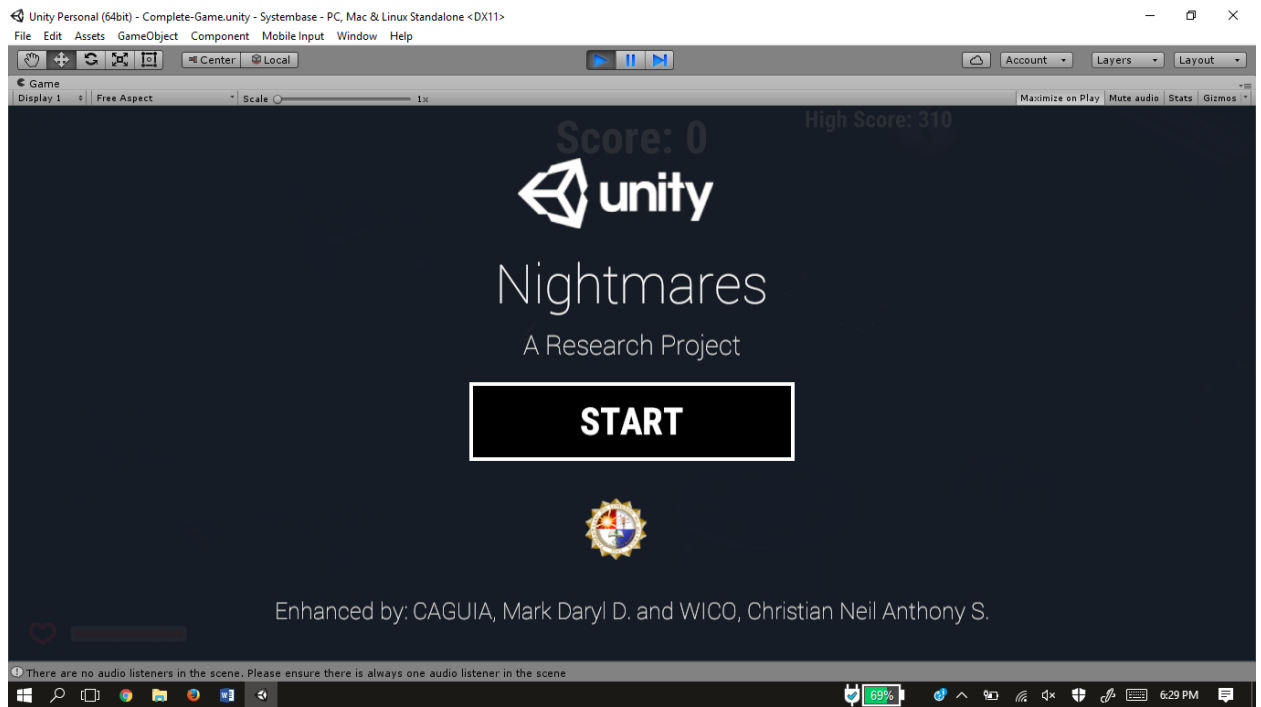 Unity Personal (64bit) - Complete-Game.unity - Systembase - PC, Mac & Linux Standalone <DX11>
File Edit Assets GameObject Component Mobile Input Window Help
Center Local Account Layers Layout
Game
Display 1 Free Aspect Scale 1x Maximize on Play Mute audio Stats Gizmos
Score: 0 High Score: 310
unity
Nightmares
A Research Project
START
Enhanced by: CAGUIA, Mark Daryl D. and WICO, Christian Neil Anthony S.
There are no audio listeners in the scene. Please ensure there is always one audio listener in the scene
69% 6:29 PM